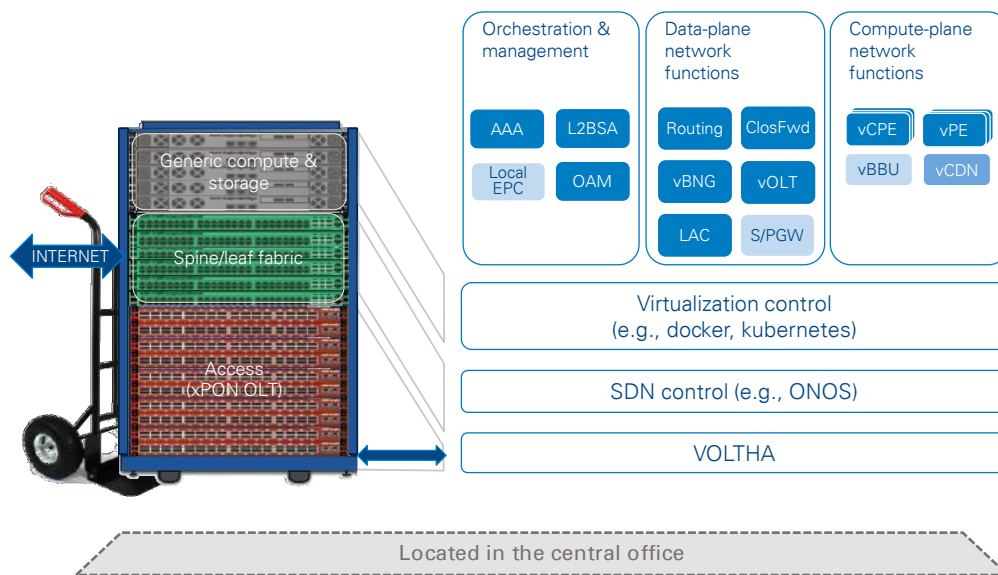 Orchestration &
management
AAA
L2BSA
Local
EPC
OAM
Data-plane
network
functions
Routing
ClosFwd
vBNG
vOLT
LAC
S/PGW
Compute-plane
network
functions
vCPE
vPE
vBBU
vCDN
Generic compute &
storage
INTERNET
Spine/leaf fabric
Access
(xPON OLT)
Virtualization control
(e.g., docker, kubernetes)
SDN control (e.g., ONOS)
VOLTHA
Located in the central office